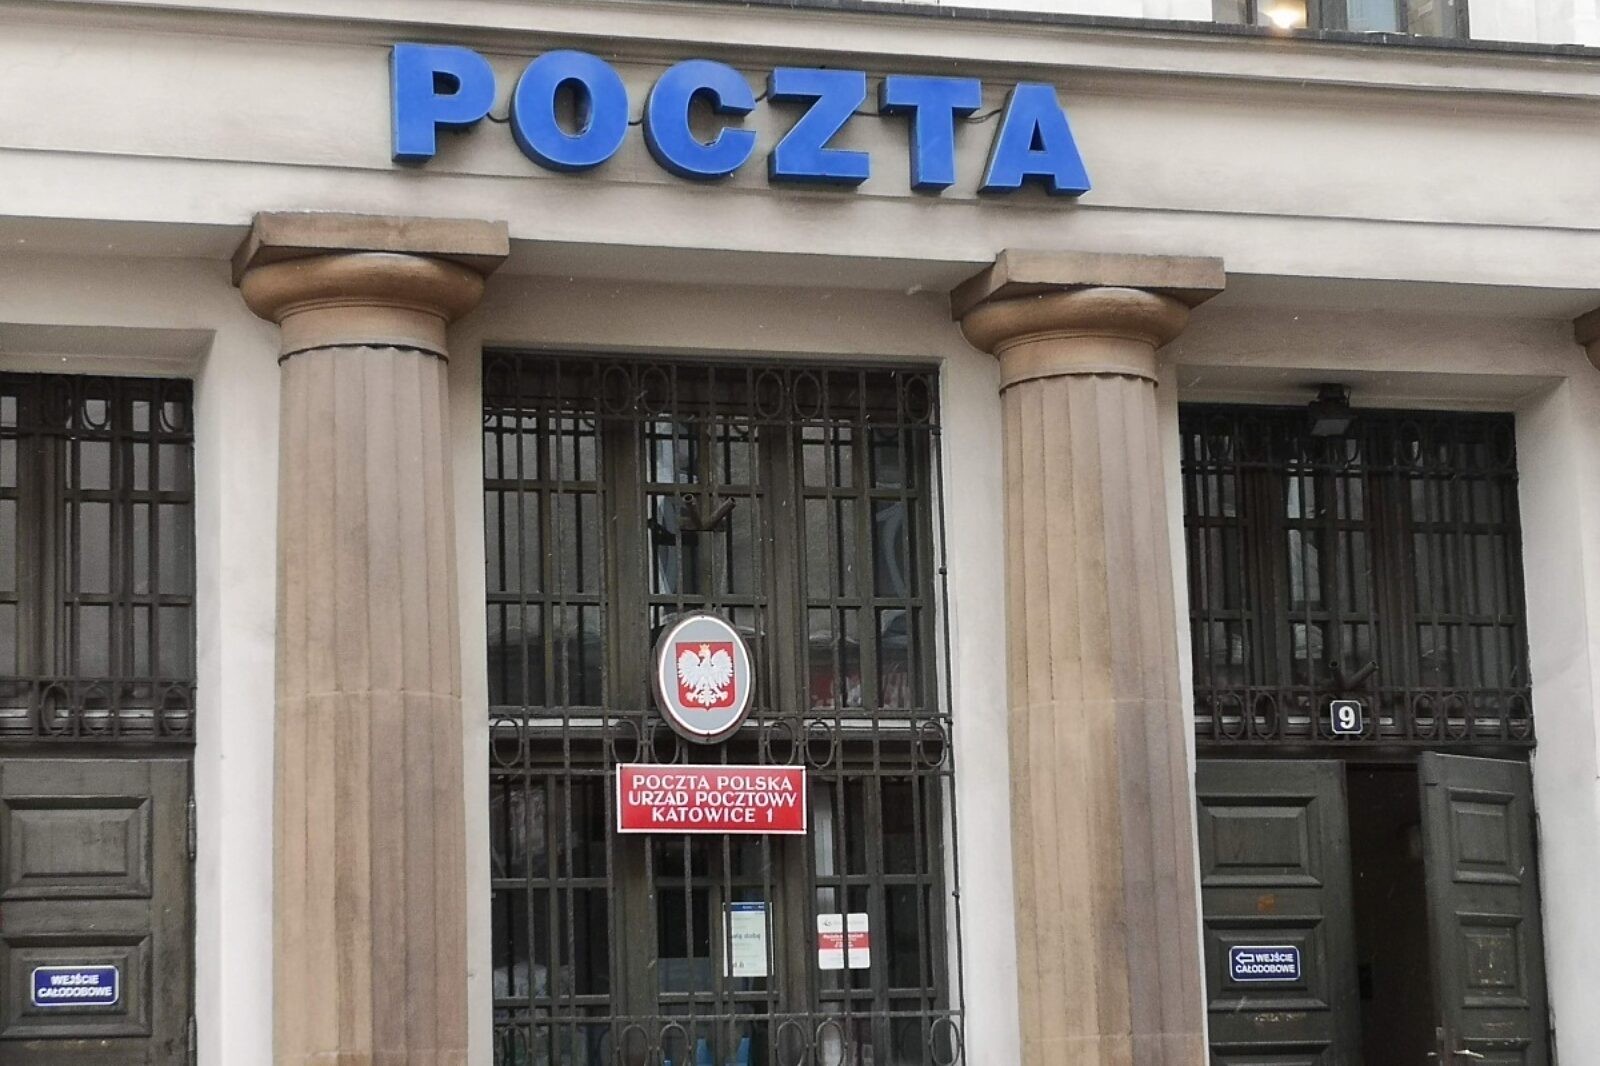 POCZTA
9
POCZTA POLSKA
URZĄD POCZTOWY
KATOWICE 1
WEJŚCIE
CAŁODOBOWE
WEJŚCIE
CAŁODOBOWE